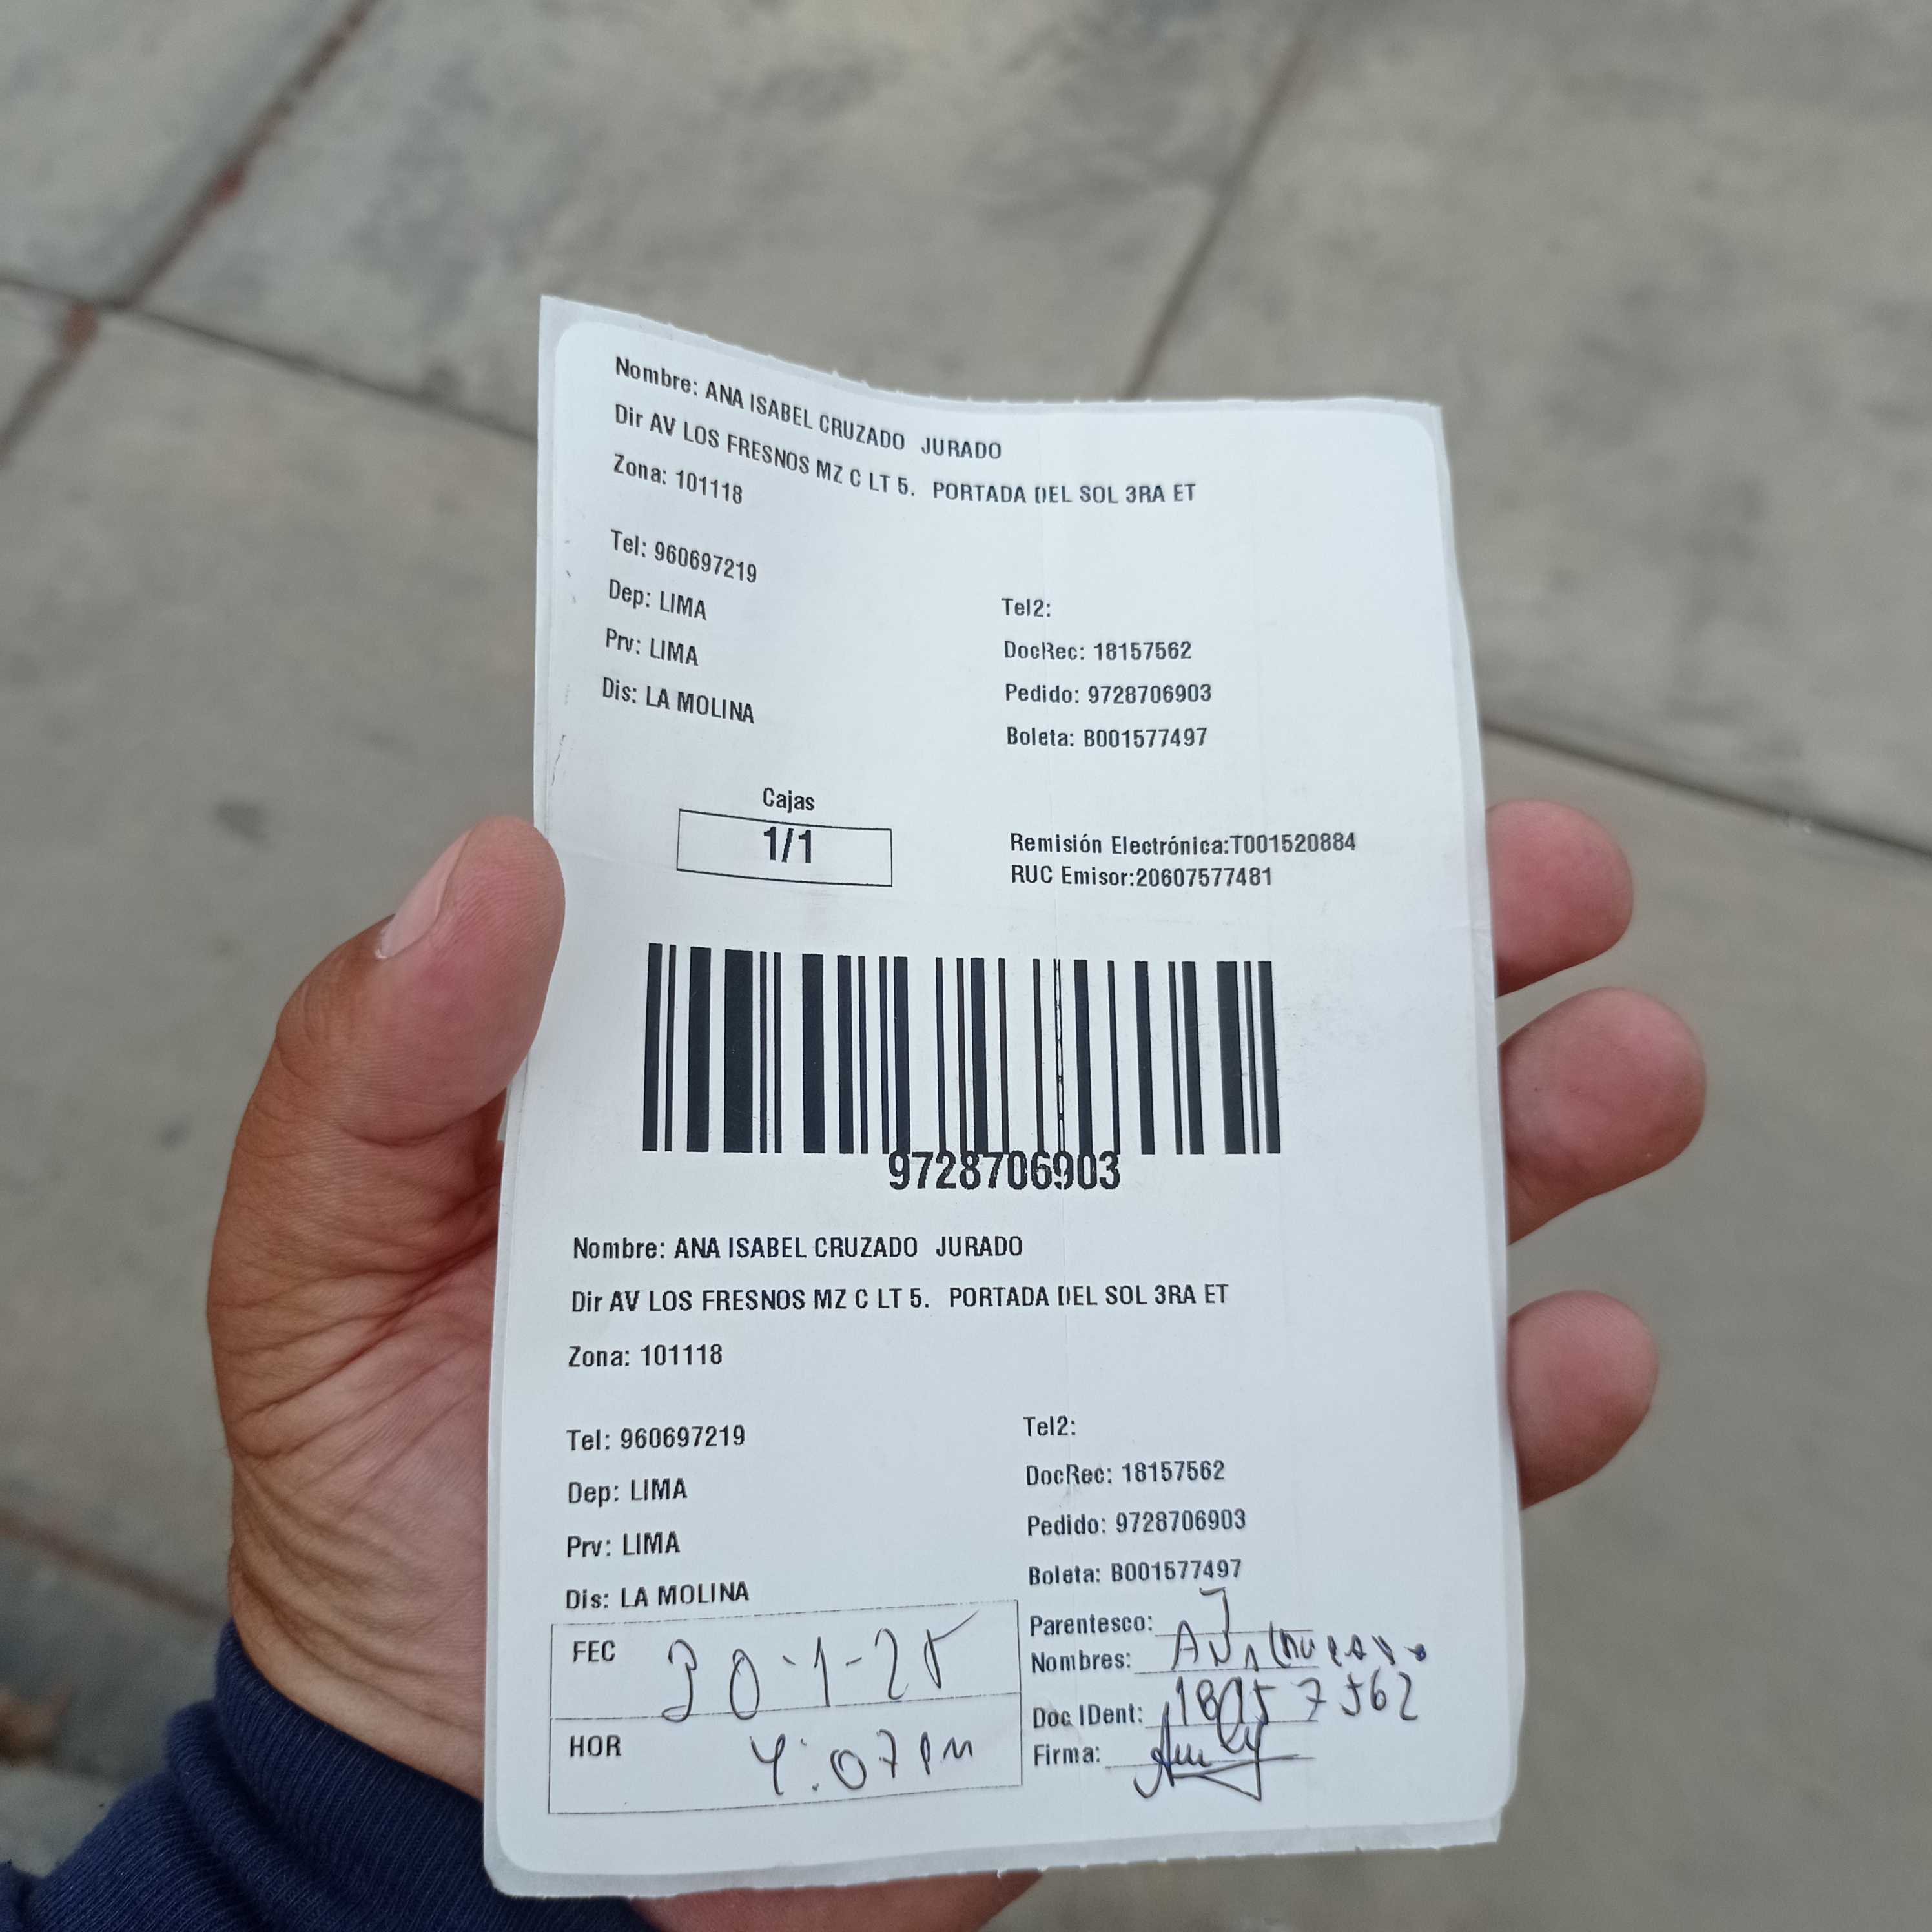 Nombre: ANA ISABEL CRUZADO JURADO
Dir AV LOS FRESNOS MZ C LT 5. PORTADA DEL SOL 3RA ET
Zona: 101118
Tel: 960697219
Dep: LIMA
Prv: LIMA
Dis: LA MOLINA
Tel2:
DocRec: 18157562
Pedido: 9728706903
Boleta: B001577497
Cajas
1/1
Remisión Electrónica:T001520884
RUC Emisor:20607577481
9728706903
Nombre: ANA ISABEL CRUZADO JURADO
Dir AV LOS FRESNOS MZ C LT 5. PORTADA DEL SOL 3RA ET
Zona: 101118
Tel: 960697219
Dep: LIMA
Prv: LIMA
Dis: LA MOLINA
Tel2:
DocRec: 18157562
Pedido: 9728706903
Boleta: B001577497
FEC 30-1-25
HOR 4:07 PM
Parentesco:
Nombres: ANA
Doc IDent: 18157562
Firma: